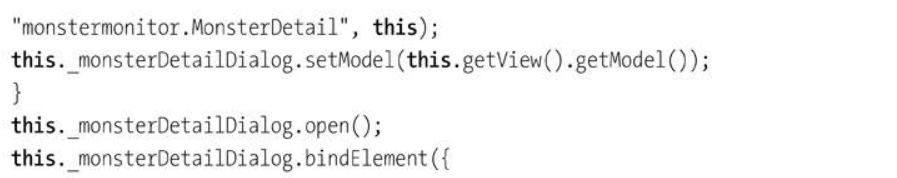 "monstermonitor.MonsterDetail", this);
this._monsterDetailDialog.setModel(this.getView().getModel());
}
this._monsterDetailDialog.open();
this._monsterDetailDialog.bindElement({